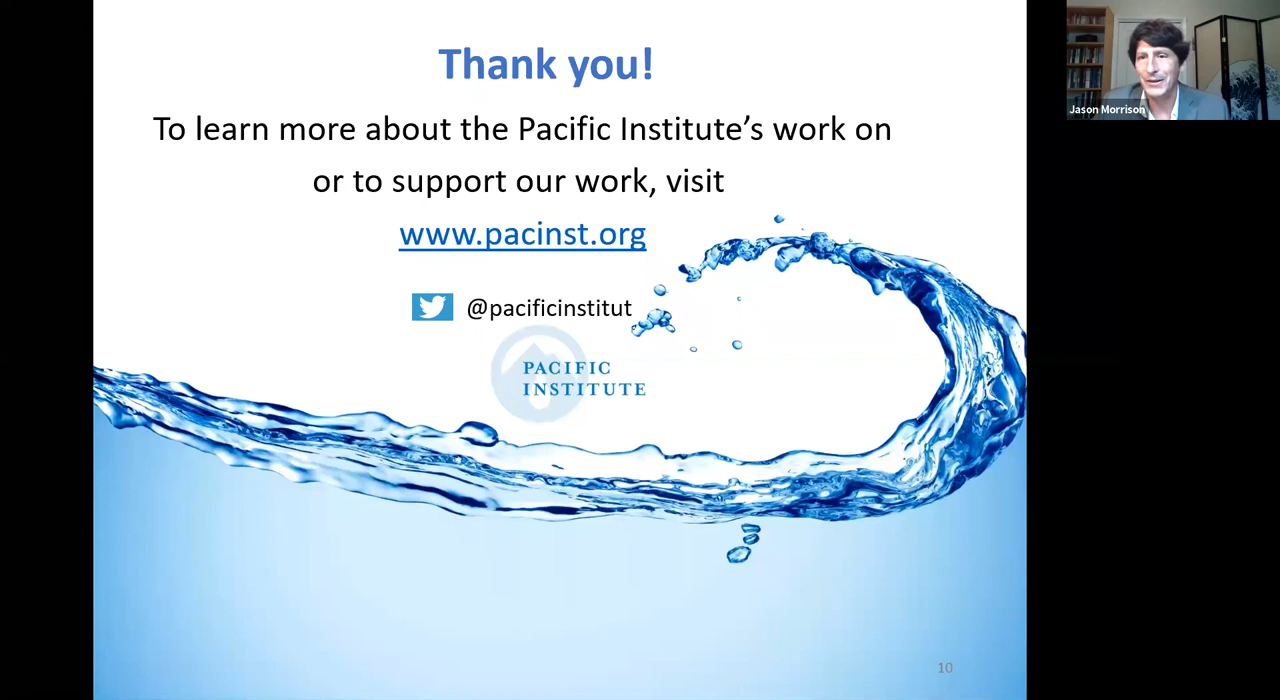 Thank you!
To learn more about the Pacific Institute’s work on
or to support our work, visit
www.pacinst.org
@pacificinstitut
PACIFIC
INSTITUTE
10
Jason Morrison